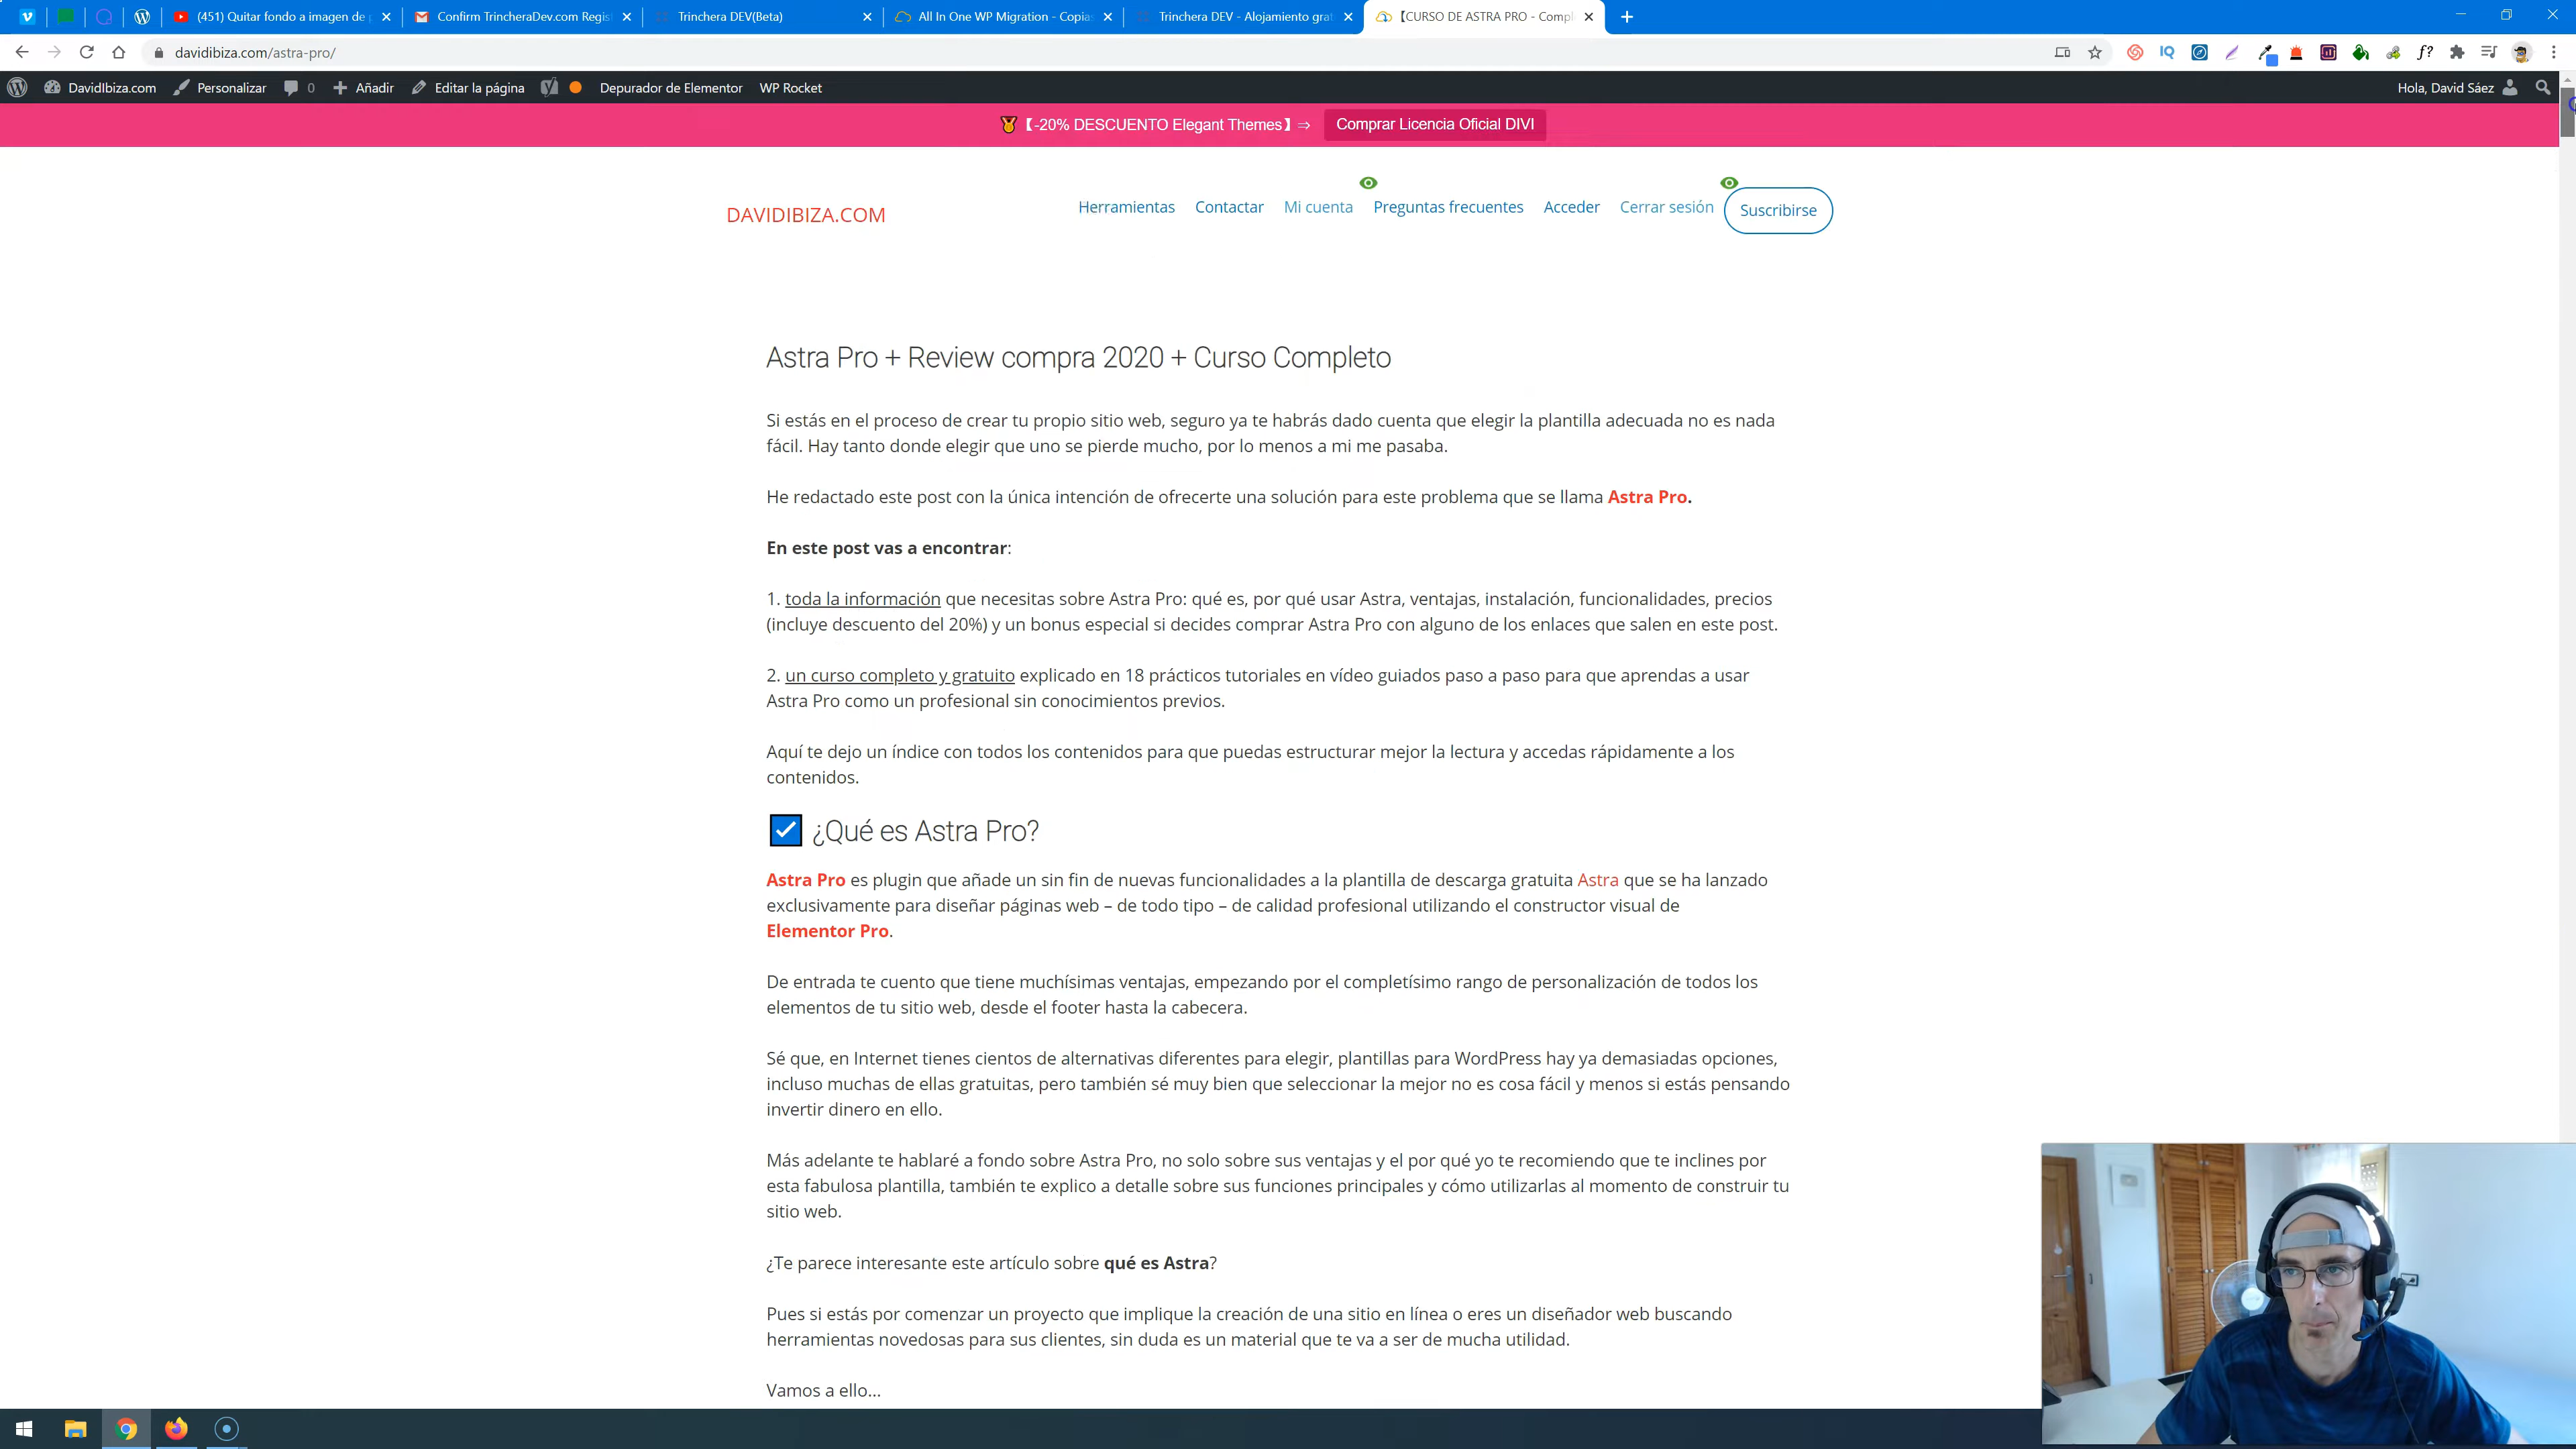 (451) Quitar fondo a imagen de
Confirm TrincheraDev.com Regis
Trinchera DEV(Beta)
All In One WP Migration - Copias
Trinchera DEV - Alojamiento grat
【CURSO DE ASTRA PRO - Compl
davidibiza.com/astra-pro/
DavidIbiza.com
Personalizar
0
Añadir
Editar la página
Depurador de Elementor
WP Rocket
Hola, David Sáez
【-20% DESCUENTO Elegant Themes】⇒
Comprar Licencia Oficial DIVI
DAVIDIBIZA.COM
Herramientas
Contactar
Mi cuenta
Preguntas frecuentes
Acceder
Cerrar sesión
Suscribirse
Astra Pro + Review compra 2020 + Curso Completo
Si estás en el proceso de crear tu propio sitio web, seguro ya te habrás dado cuenta que elegir la plantilla adecuada no es nada
fácil. Hay tanto donde elegir que uno se pierde mucho, por lo menos a mi me pasaba.
He redactado este post con la única intención de ofrecerte una solución para este problema que se llama Astra Pro.
En este post vas a encontrar:
1. toda la información que necesitas sobre Astra Pro: qué es, por qué usar Astra, ventajas, instalación, funcionalidades, precios
(incluye descuento del 20%) y un bonus especial si decides comprar Astra Pro con alguno de los enlaces que salen en este post.
2. un curso completo y gratuito explicado en 18 prácticos tutoriales en vídeo guiados paso a paso para que aprendas a usar
Astra Pro como un profesional sin conocimientos previos.
Aquí te dejo un índice con todos los contenidos para que puedas estructurar mejor la lectura y accedas rápidamente a los
contenidos.
¿Qué es Astra Pro?
Astra Pro es plugin que añade un sin fin de nuevas funcionalidades a la plantilla de descarga gratuita Astra que se ha lanzado
exclusivamente para diseñar páginas web – de todo tipo – de calidad profesional utilizando el constructor visual de
Elementor Pro.
De entrada te cuento que tiene muchísimas ventajas, empezando por el completísimo rango de personalización de todos los
elementos de tu sitio web, desde el footer hasta la cabecera.
Sé que, en Internet tienes cientos de alternativas diferentes para elegir, plantillas para WordPress hay ya demasiadas opciones,
incluso muchas de ellas gratuitas, pero también sé muy bien que seleccionar la mejor no es cosa fácil y menos si estás pensando
invertir dinero en ello.
Más adelante te hablaré a fondo sobre Astra Pro, no solo sobre sus ventajas y el por qué yo te recomiendo que te inclines por
esta fabulosa plantilla, también te explico a detalle sobre sus funciones principales y cómo utilizarlas al momento de construir tu
sitio web.
¿Te parece interesante este artículo sobre qué es Astra?
Pues si estás por comenzar un proyecto que implique la creación de una sitio en línea o eres un diseñador web buscando
herramientas novedosas para sus clientes, sin duda es un material que te va a ser de mucha utilidad.
Vamos a ello...